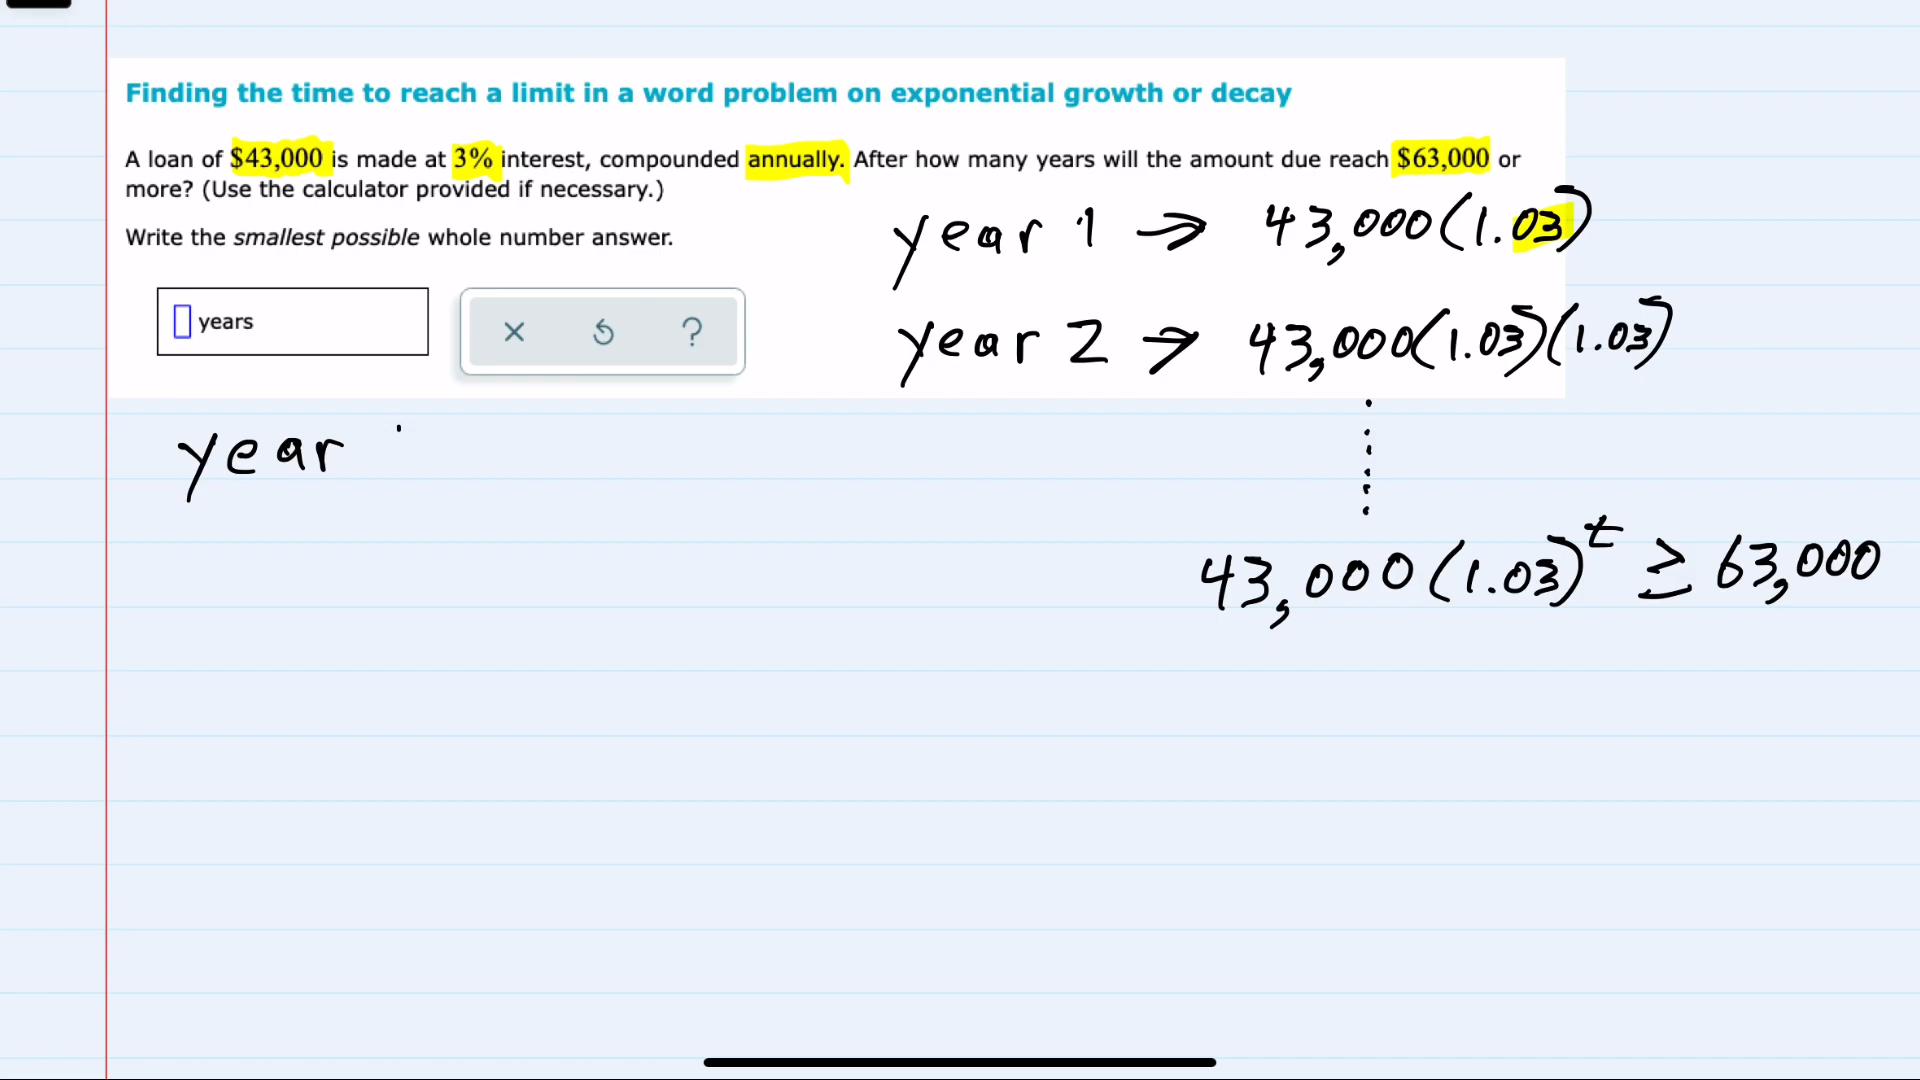 Finding the time to reach a limit in a word problem on exponential growth or decay
A loan of $43,000 is made at 3% interest, compounded annually. After how many years will the amount due reach $63,000 or
more? (Use the calculator provided if necessary.)
Write the smallest possible whole number answer.
years
× ?
year 1 → 43,000(1.03)
year 2 → 43,000(1.03)(1.03)
year
43,000(1.03)^t ≥ 63,000